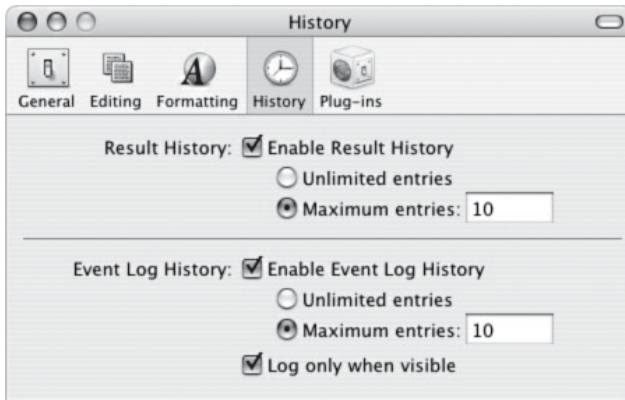 History
General Editing Formatting History Plug-ins
Result History: Enable Result History
Unlimited entries
Maximum entries: 10
Event Log History: Enable Event Log History
Unlimited entries
Maximum entries: 10
Log only when visible